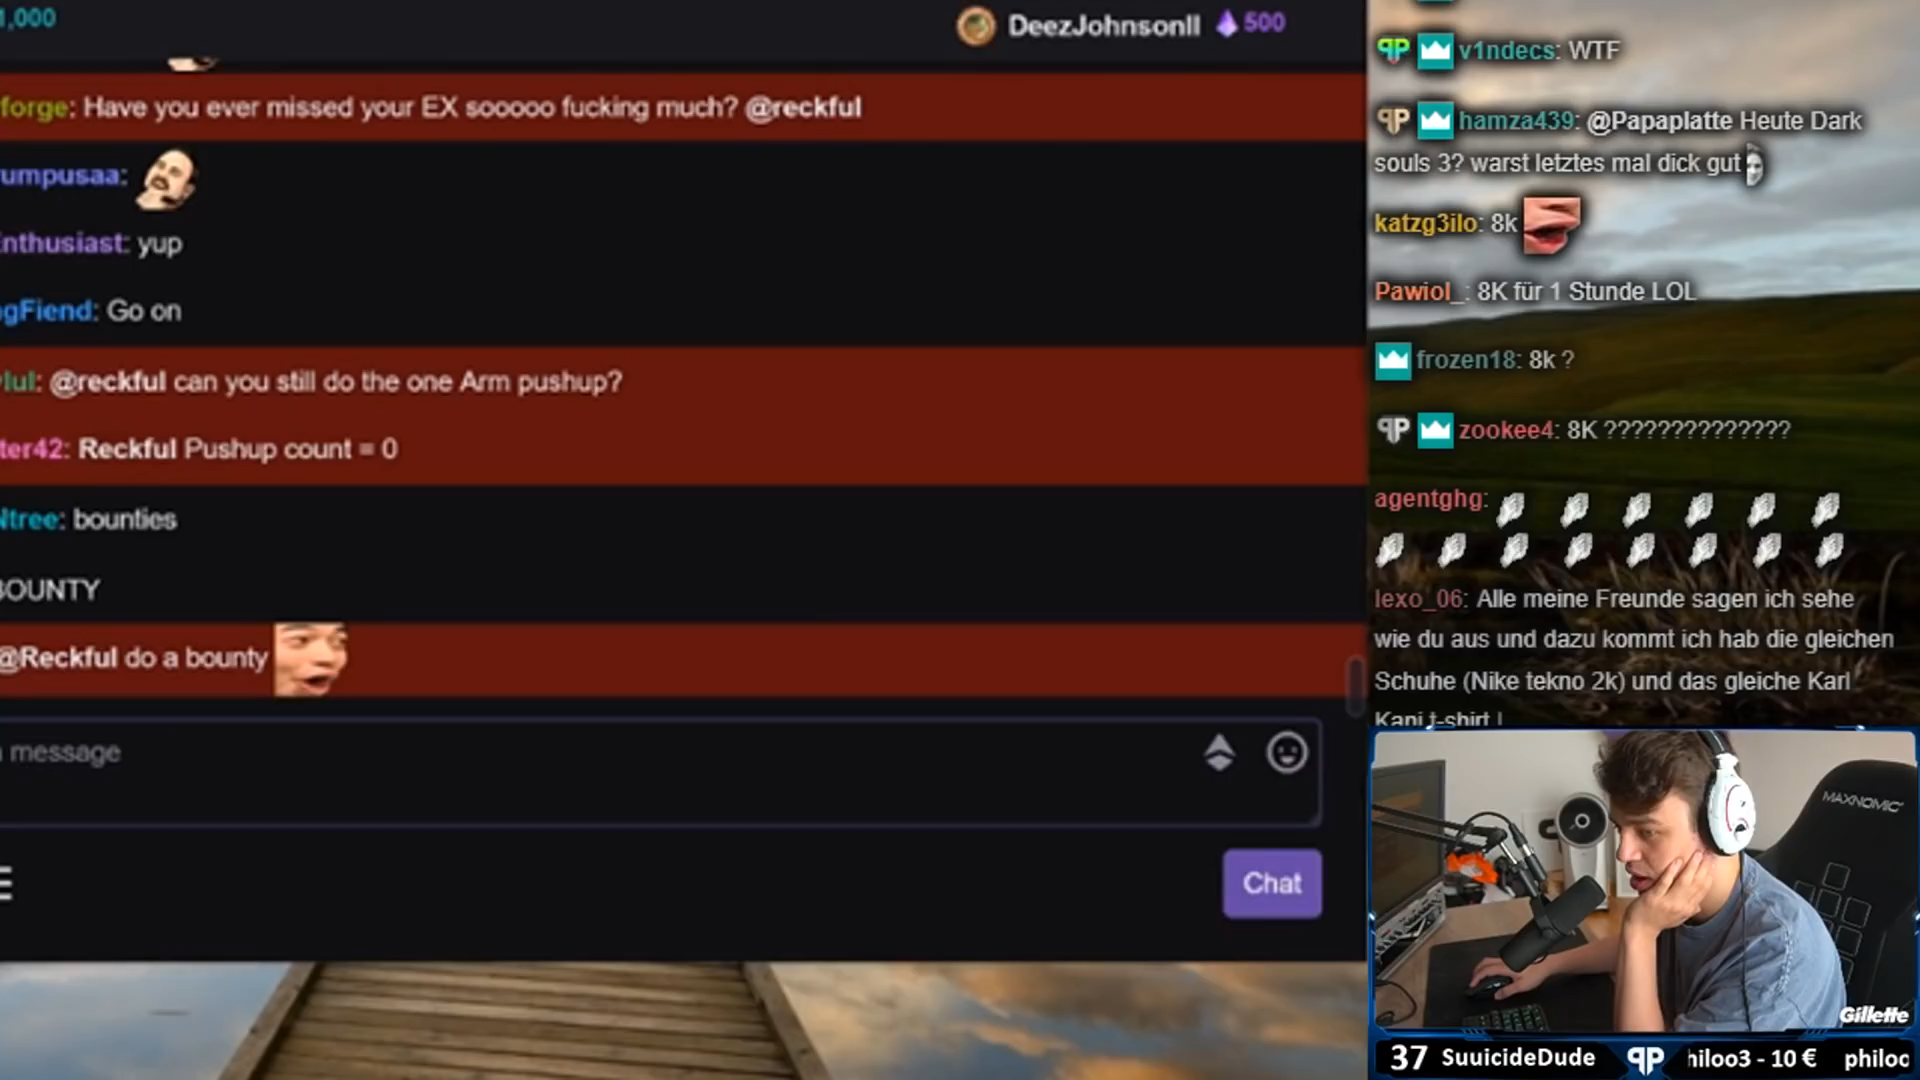 1,000
DeezJohnsonII 500
forge: Have you ever missed your EX sooooo fucking much? @reckful
umpusaa:
Enthusiast: yup
gFiend: Go on
lul: @reckful can you still do the one Arm pushup?
ter42: Reckful Pushup count = 0
Ntree: bounties
BOUNTY
@Reckful do a bounty
message
Chat
v1ndecs: WTF
hamza439: @Papaplatte Heute Dark
souls 3? warst letztes mal dick gut
katzg3ilo: 8k
Pawiol_: 8K für 1 Stunde LOL
frozen18: 8k ?
zookee4: 8K ??????????????
agentghg:
lexo_06: Alle meine Freunde sagen ich sehe
wie du aus und dazu kommt ich hab die gleichen
Schuhe (Nike tekno 2k) und das gleiche Karl
Kani t-shirt !
MAXNOMIC
Gillette
37 SuuicideDude hiloo3 - 10 € philoo